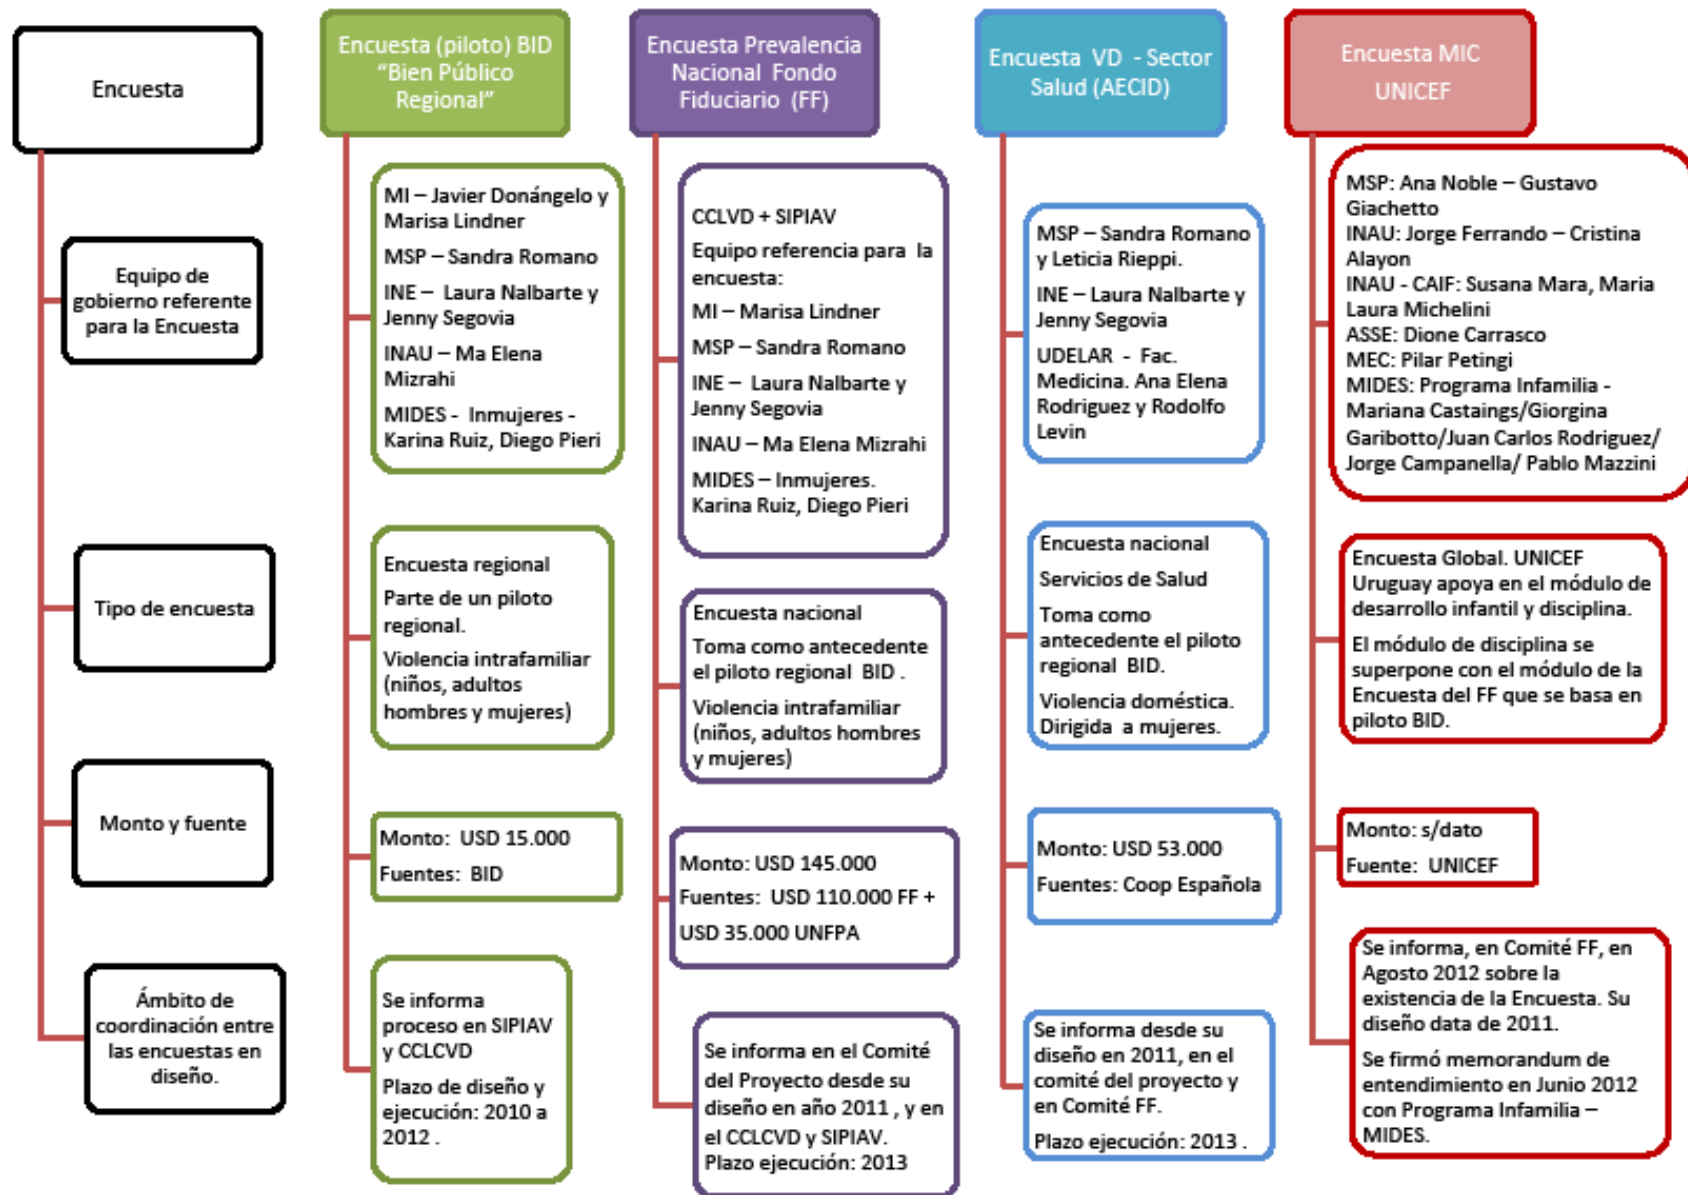 Encuesta
Equipo de
gobierno referente
para la Encuesta
Tipo de encuesta
Monto y fuente
Ámbito de
coordinación entre
las encuestas en
diseño.
Encuesta (piloto) BID
“Bien Público
Regional”
MI – Javier Donángelo y
Marisa Lindner
MSP – Sandra Romano
INE – Laura Nalbarte y
Jenny Segovia
INAU – Ma Elena
Mizrahi
MIDES - Inmujeres -
Karina Ruiz, Diego Pieri
Encuesta regional
Parte de un piloto
regional.
Violencia intrafamiliar
(niños, adultos
hombres y mujeres)
Monto: USD 15.000
Fuentes: BID
Se informa
proceso en SIPIAV
y CCLCVD
Plazo de diseño y
ejecución: 2010 a
2012 .
Encuesta Prevalencia
Nacional Fondo
Fiduciario (FF)
CCLVD + SIPIAV
Equipo referencia para la
encuesta:
MI – Marisa Lindner
MSP – Sandra Romano
INE – Laura Nalbarte y
Jenny Segovia
INAU – Ma Elena Mizrahi
MIDES – Inmujeres.
Karina Ruiz, Diego Pieri
Encuesta nacional
Toma como antecedente
el piloto regional BID .
Violencia intrafamiliar
(niños, adultos hombres
y mujeres)
Monto: USD 145.000
Fuentes: USD 110.000 FF +
USD 35.000 UNFPA
Se informa en el Comité
del Proyecto desde su
diseño en año 2011 , y en
el CCLCVD y SIPIAV.
Plazo ejecución: 2013
Encuesta VD - Sector
Salud (AECID)
MSP – Sandra Romano
y Leticia Rieppi.
INE – Laura Nalbarte y
Jenny Segovia
UDELAR - Fac.
Medicina. Ana Elena
Rodriguez y Rodolfo
Levin
Encuesta nacional
Servicios de Salud
Toma como
antecedente el piloto
regional BID.
Violencia doméstica.
Dirigida a mujeres.
Monto: USD 53.000
Fuentes: Coop Española
Se informa desde su
diseño en 2011, en el
comité del proyecto y
en Comité FF.
Plazo ejecución: 2013 .
Encuesta MIC
UNICEF
MSP: Ana Noble – Gustavo
Giachetto
INAU: Jorge Ferrando – Cristina
Alayon
INAU - CAIF: Susana Mara, Maria
Laura Michelini
ASSE: Dione Carrasco
MEC: Pilar Petingi
MIDES: Programa Infamilia -
Mariana Castaings/Giorgina
Garibotto/Juan Carlos Rodriguez/
Jorge Campanella/ Pablo Mazzini
Encuesta Global. UNICEF
Uruguay apoya en el módulo de
desarrollo infantil y disciplina.
El módulo de disciplina se
superpone con el módulo de la
Encuesta del FF que se basa en
piloto BID.
Monto: s/dato
Fuente: UNICEF
Se informa, en Comité FF, en
Agosto 2012 sobre la
existencia de la Encuesta. Su
diseño data de 2011.
Se firmó memorandum de
entendimiento en Junio 2012
con Programa Infamilia –
MIDES.